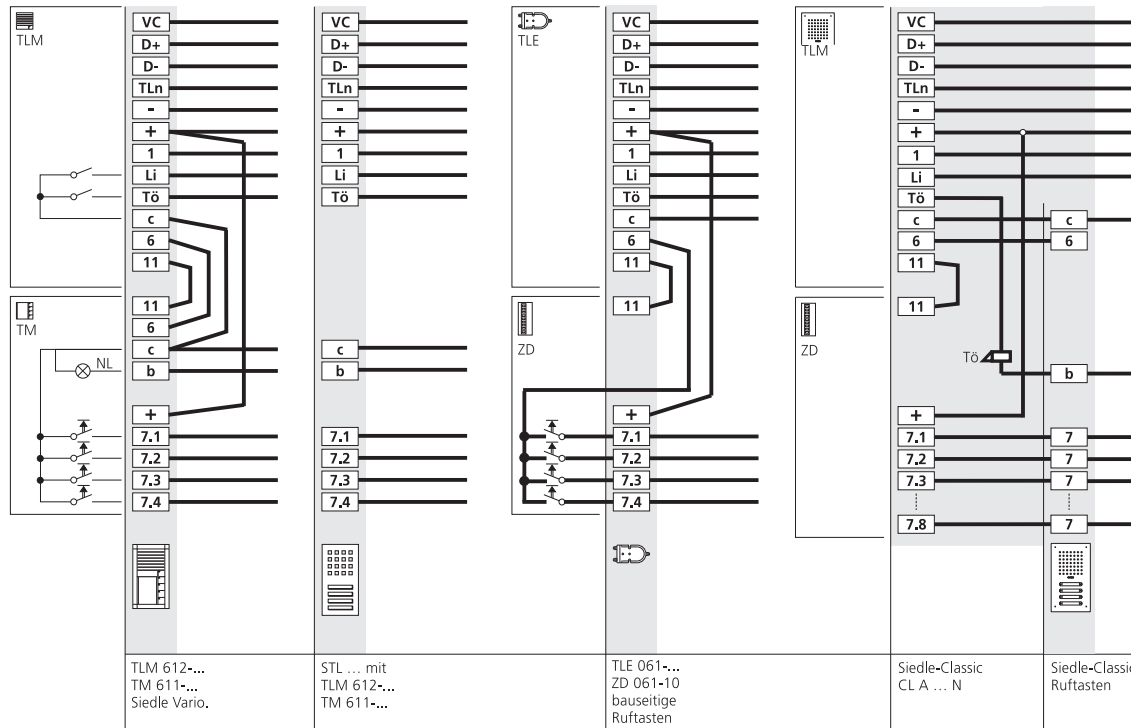 TLM
VC
D+
D-
TLn
-
+
1
Li
Tö
c
6
11
11
6
c
b
+
7.1
7.2
7.3
7.4
TM
NL
VC
D+
D-
TLn
-
+
1
Li
Tö
c
b
7.1
7.2
7.3
7.4
TLE
VC
D+
D-
TLn
-
+
1
Li
Tö
c
6
11
11
+
7.1
7.2
7.3
7.4
ZD
TLM
VC
D+
D-
TLn
-
+
1
Li
Tö
c
6
11
11
+
7.1
7.2
7.3
7.8
ZD
Tö
c
6
b
7
7
7
7
TLM 612-...
TM 611-...
Siedle Vario.
STL ... mit
TLM 612-...
TM 611-...
TLE 061-...
ZD 061-10
bauseitige
Ruftasten
Siedle-Classic
CL A ... N
Siedle-Classic
Ruftasten